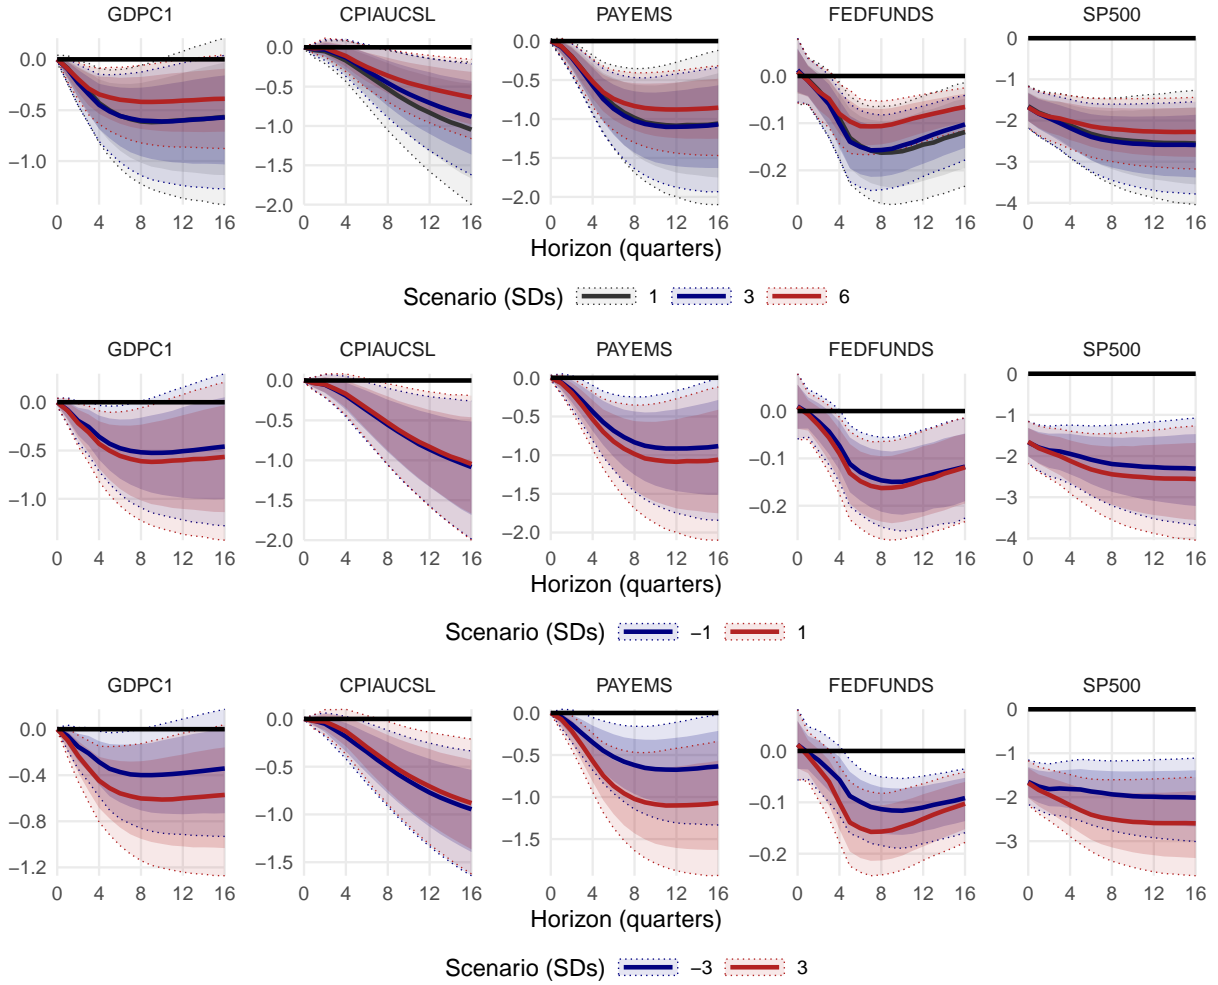 GDPC1 CPIAUCSL PAYEMS FEDFUNDS SP500
0.0 −0.5 −1.0
0.0 −0.5 −1.0 −1.5 −2.0
0.0 −0.5 −1.0 −1.5 −2.0
0.0 −0.1 −0.2
0 −1 −2 −3 −4
0 4 8 12 16 0 4 8 12 16 0 4 8 12 16 0 4 8 12 16 0 4 8 12 16
Horizon (quarters)
Scenario (SDs) 1 3 6
GDPC1 CPIAUCSL PAYEMS FEDFUNDS SP500
0.0 −0.5 −1.0
0.0 −0.5 −1.0 −1.5 −2.0
0.0 −0.5 −1.0 −1.5 −2.0
0.0 −0.1 −0.2
0 −1 −2 −3 −4
0 4 8 12 16 0 4 8 12 16 0 4 8 12 16 0 4 8 12 16 0 4 8 12 16
Horizon (quarters)
Scenario (SDs) −1 1
GDPC1 CPIAUCSL PAYEMS FEDFUNDS SP500
0.0 −0.4 −0.8 −1.2
0.0 −0.5 −1.0 −1.5
0.0 −0.5 −1.0 −1.5
0.0 −0.1 −0.2
0 −1 −2 −3
0 4 8 12 16 0 4 8 12 16 0 4 8 12 16 0 4 8 12 16 0 4 8 12 16
Horizon (quarters)
Scenario (SDs) −3 3